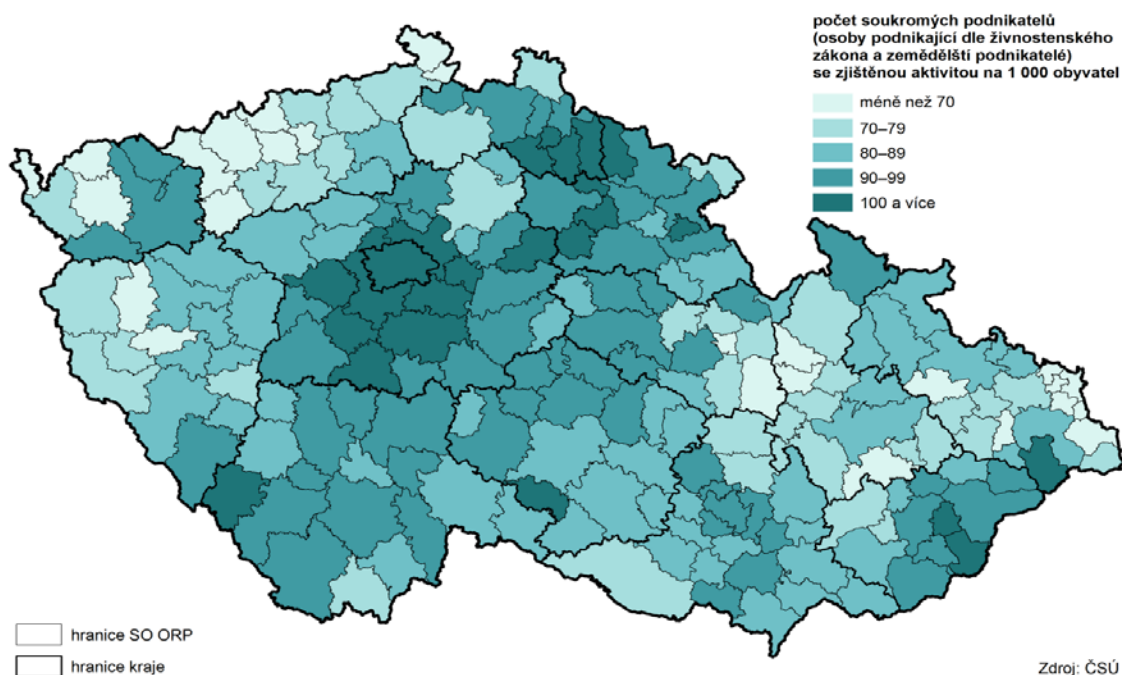 počet soukromých podnikatelů
(osoby podnikající dle živnostenského
zákona a zemědělští podnikatelé)
se zjištěnou aktivitou na 1 000 obyvatel
méně než 70
70–79
80–89
90–99
100 a více
hranice SO ORP
hranice kraje
Zdroj: ČSÚ